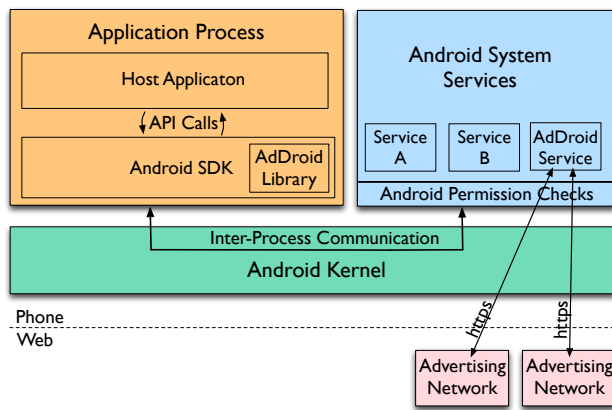 Application Process
Host Applicaton
API Calls
Android SDK
AdDroid
Library
Android System
Services
Service
A
Service
B
AdDroid
Service
Android Permission Checks
Inter-Process Communication
Android Kernel
Phone
Web
https
https
Advertising
Network
Advertising
Network